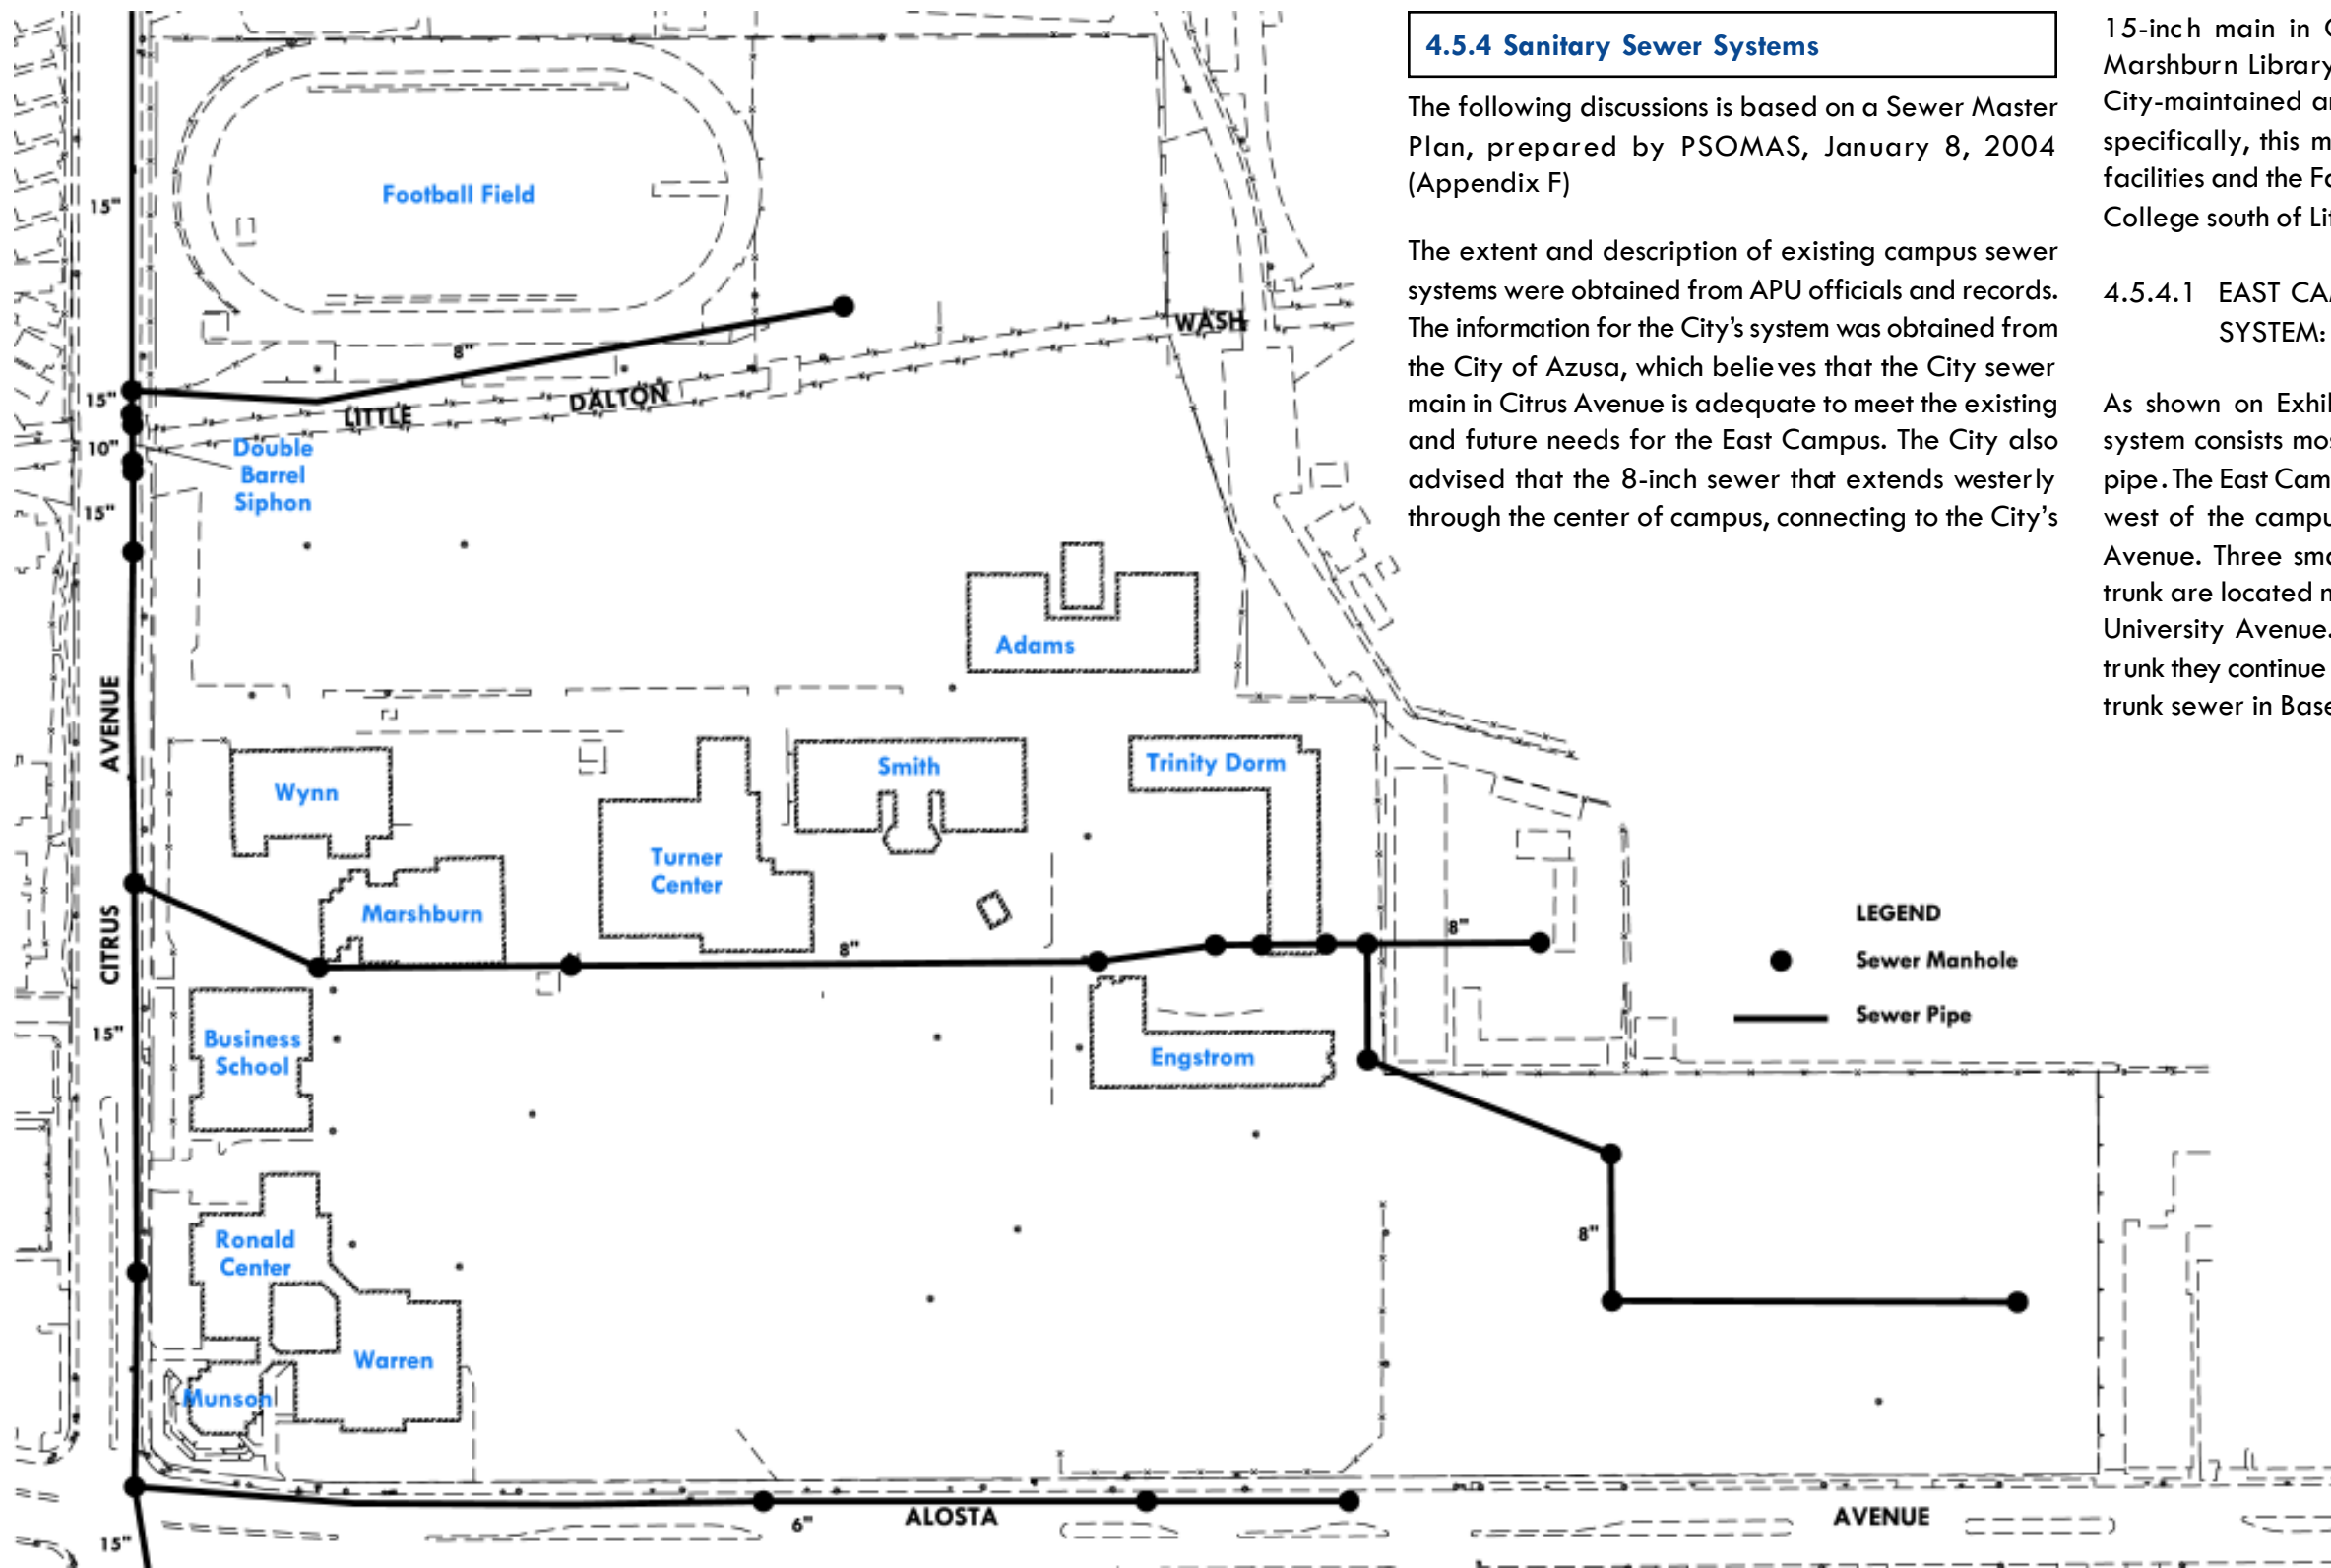 4.5.4 Sanitary Sewer Systems
The following discussions is based on a Sewer Master
Plan, prepared by PSOMAS, January 8, 2004
(Appendix F)
The extent and description of existing campus sewer
systems were obtained from APU officials and records.
The information for the City's system was obtained from
the City of Azusa, which believes that the City sewer
main in Citrus Avenue is adequate to meet the existing
and future needs for the East Campus. The City also
advised that the 8-inch sewer that extends westerly
through the center of campus, connecting to the City's
15-inch main in
Marshburn Library
City-maintained
specifically, this
facilities and the
College south of
4.5.4.1 EAST
SYSTEM:
As shown on
system consists
pipe. The East
west of the
Avenue. Three
trunk are located
University Avenue.
trunk they continue
trunk sewer in
Football Field
15"
8"
WASH
15"
LITTLE
DALTON
10"
Double
Barrel
Siphon
15"
Adams
AVENUE
Wynn
Smith
Trinity Dorm
Turner
Center
Marshburn
8"
8"
CITRUS
15"
Business
School
Engstrom
LEGEND
Sewer Manhole
Sewer Pipe
Ronald
Center
8"
Warren
Munson
6"
ALOSTA
AVENUE
15"